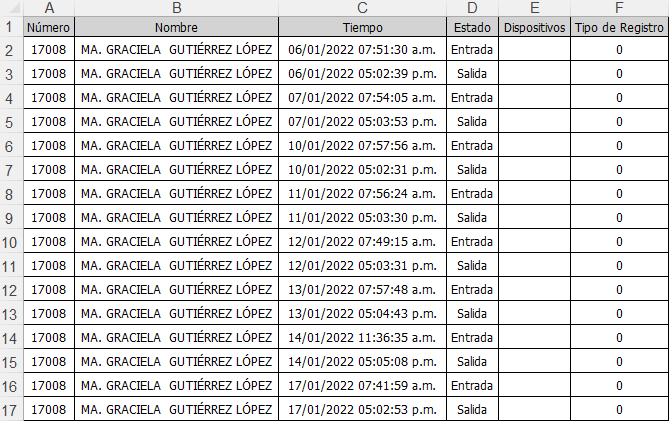 A B C D E F
1 Número Nombre Tiempo Estado Dispositivos Tipo de Registro
2 17008 MA. GRACIELA  GUTIÉRREZ LÓPEZ 06/01/2022 07:51:30 a.m. Entrada 0
3 17008 MA. GRACIELA  GUTIÉRREZ LÓPEZ 06/01/2022 05:02:39 p.m. Salida 0
4 17008 MA. GRACIELA  GUTIÉRREZ LÓPEZ 07/01/2022 07:54:05 a.m. Entrada 0
5 17008 MA. GRACIELA  GUTIÉRREZ LÓPEZ 07/01/2022 05:03:53 p.m. Salida 0
6 17008 MA. GRACIELA  GUTIÉRREZ LÓPEZ 10/01/2022 07:57:56 a.m. Entrada 0
7 17008 MA. GRACIELA  GUTIÉRREZ LÓPEZ 10/01/2022 05:02:31 p.m. Salida 0
8 17008 MA. GRACIELA  GUTIÉRREZ LÓPEZ 11/01/2022 07:56:24 a.m. Entrada 0
9 17008 MA. GRACIELA  GUTIÉRREZ LÓPEZ 11/01/2022 05:03:30 p.m. Salida 0
10 17008 MA. GRACIELA  GUTIÉRREZ LÓPEZ 12/01/2022 07:49:15 a.m. Entrada 0
11 17008 MA. GRACIELA  GUTIÉRREZ LÓPEZ 12/01/2022 05:03:31 p.m. Salida 0
12 17008 MA. GRACIELA  GUTIÉRREZ LÓPEZ 13/01/2022 07:57:48 a.m. Entrada 0
13 17008 MA. GRACIELA  GUTIÉRREZ LÓPEZ 13/01/2022 05:04:43 p.m. Salida 0
14 17008 MA. GRACIELA  GUTIÉRREZ LÓPEZ 14/01/2022 11:36:35 a.m. Entrada 0
15 17008 MA. GRACIELA  GUTIÉRREZ LÓPEZ 14/01/2022 05:05:08 p.m. Salida 0
16 17008 MA. GRACIELA  GUTIÉRREZ LÓPEZ 17/01/2022 07:41:59 a.m. Entrada 0
17 17008 MA. GRACIELA  GUTIÉRREZ LÓPEZ 17/01/2022 05:02:53 p.m. Salida 0